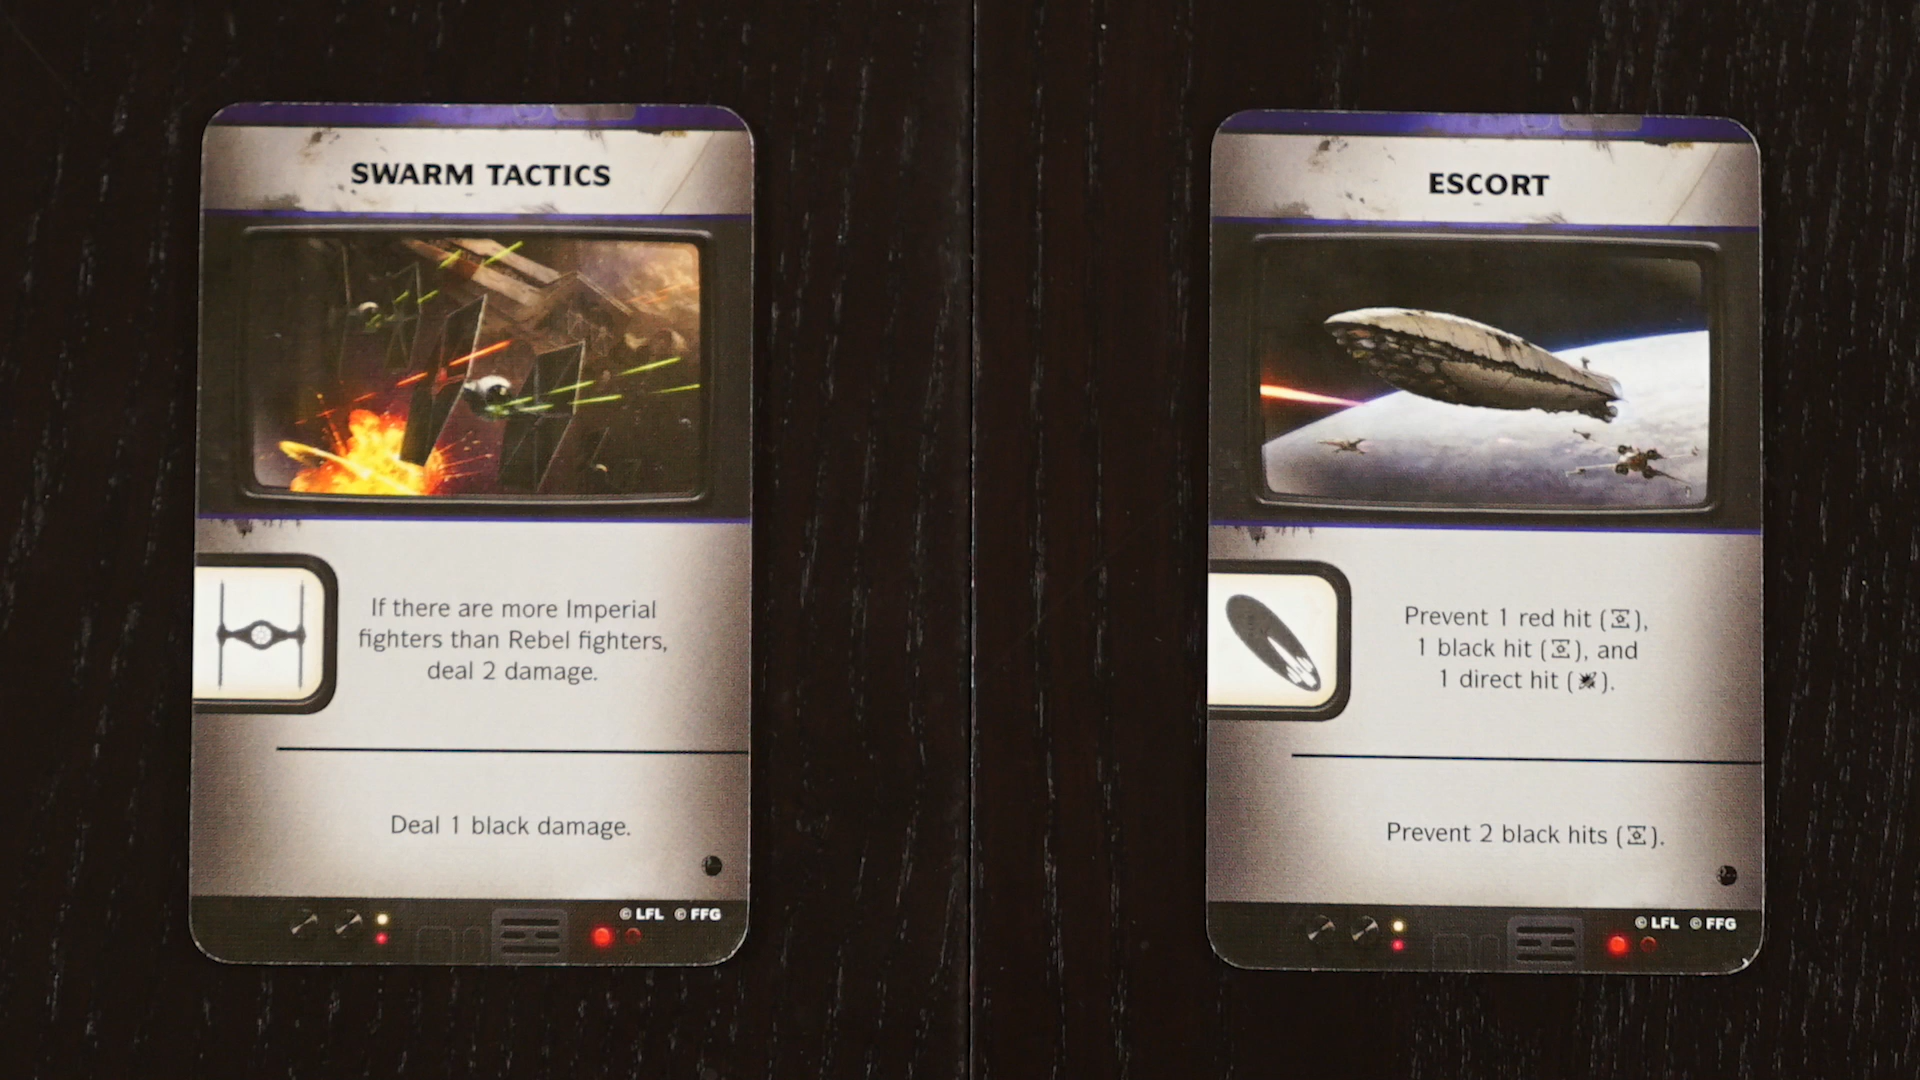 SWARM TACTICS
If there are more Imperial
fighters than Rebel fighters,
deal 2 damage.
Deal 1 black damage.
© LFL © FFG
ESCORT
Prevent 1 red hit ( ),
1 black hit ( ), and
1 direct hit ( ).
Prevent 2 black hits ( ).
© LFL © FFG